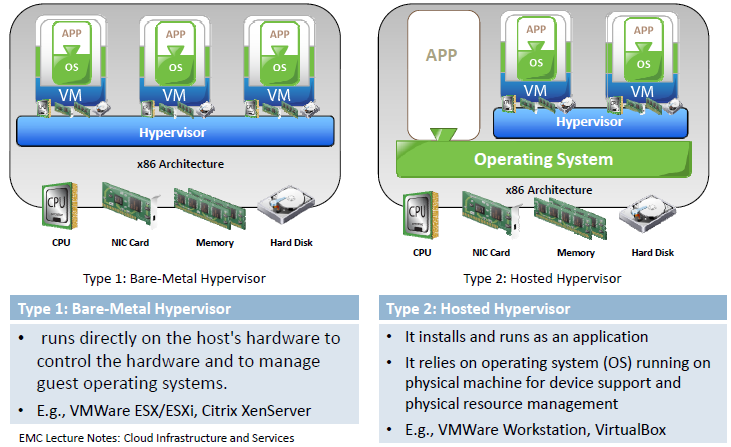 APP
OS
VM
APP
OS
VM
APP
OS
VM
Hypervisor
x86 Architecture
CPU
CPU
NIC Card
Memory
Hard Disk
Type 1: Bare-Metal Hypervisor
APP
APP
OS
VM
APP
OS
VM
Hypervisor
Operating System
x86 Architecture
CPU
CPU
NIC Card
Memory
Hard Disk
Type 2: Hosted Hypervisor
Type 1: Bare-Metal Hypervisor
• runs directly on the host's hardware to
control the hardware and to manage
guest operating systems.
• E.g., VMWare ESX/ESXi, Citrix XenServer
EMC Lecture Notes: Cloud Infrastructure and Services
Type 2: Hosted Hypervisor
• It installs and runs as an application
• It relies on operating system (OS) running on
physical machine for device support and
physical resource management
• E.g., VMWare Workstation, VirtualBox